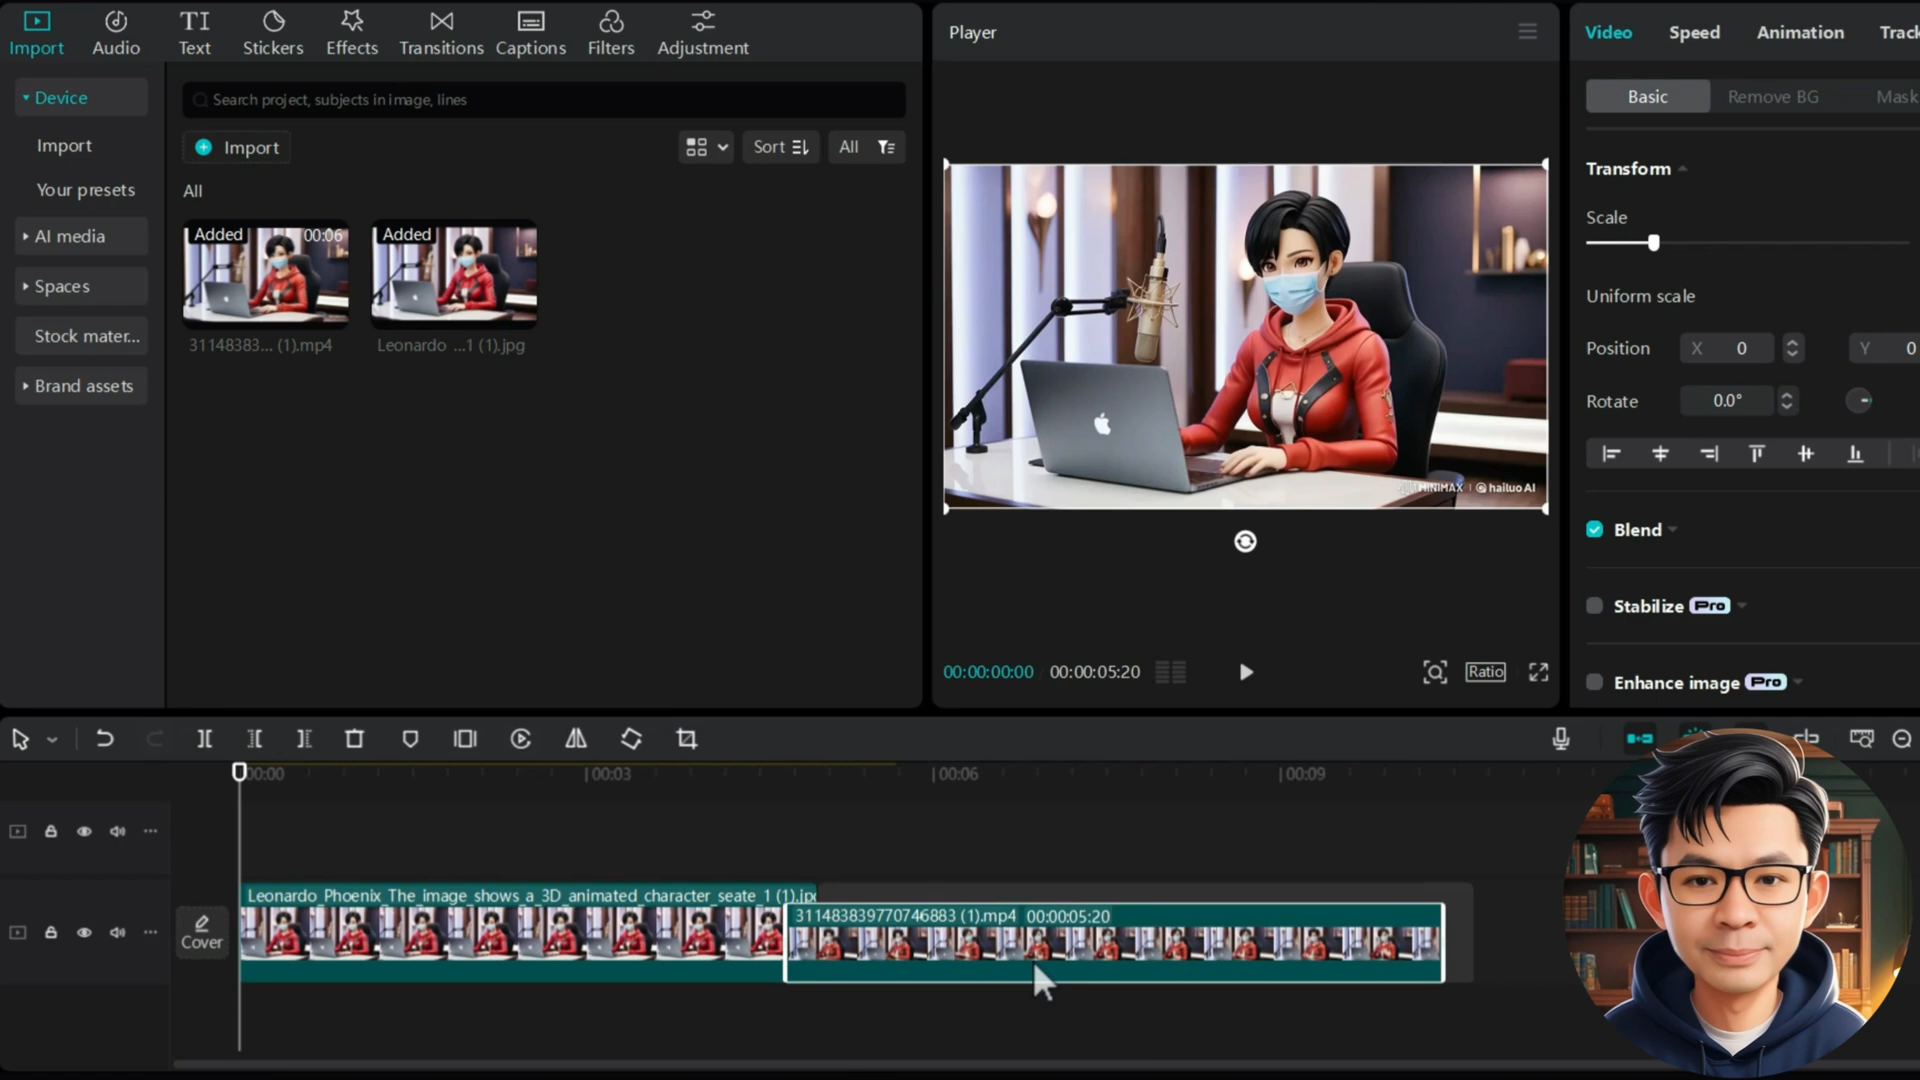 Import
Audio
TI
Text
Stickers
Effects
Transitions
Captions
Filters
Adjustment
Device
Import
Your presets
AI media
Spaces
Stock mater...
Brand assets
Search project, subjects in image, lines
Import
Sort
All
All
Added
00:06
31148383... (1).mp4
Added
Leonardo ...1 (1).jpg
Player
MINIMAX | hailuo AI
00:00:00:00
00:00:05:20
Ratio
Video
Speed
Animation
Track
Basic
Remove BG
Mask
Transform
Scale
Uniform scale
Position
X 0
Y 0
Rotate
0.0°
Blend
Stabilize Pro
Enhance image Pro
00:00
00:03
00:06
00:09
Cover
Leonardo_Phoenix_The_image_shows_a_3D_animated_character_seate_1 (1).jpg
311483839770746883 (1).mp4 00:00:05:20